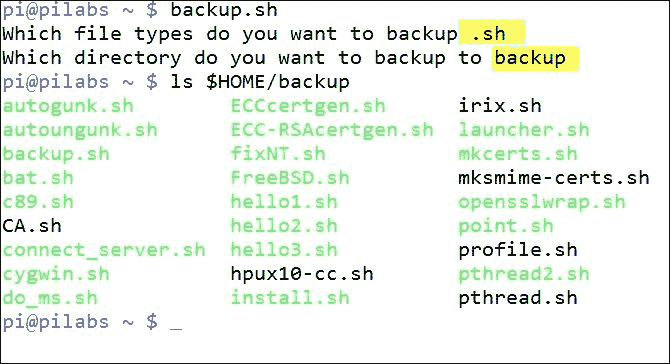 pi@pilabs ~ $ backup.sh
Which file types do you want to backup .sh
Which directory do you want to backup to backup
pi@pilabs ~ $ ls $HOME/backup
autogunk.sh ECCcertgen.sh irix.sh
autoungunk.sh ECC-RSAcertgen.sh launcher.sh
backup.sh fixNT.sh mkcerts.sh
bat.sh FreeBSD.sh mksmime-certs.sh
c89.sh hello1.sh opensslwrap.sh
CA.sh hello2.sh point.sh
connect_server.sh hello3.sh profile.sh
cygwin.sh hpux10-cc.sh pthread2.sh
do_ms.sh install.sh pthread.sh
pi@pilabs ~ $ _